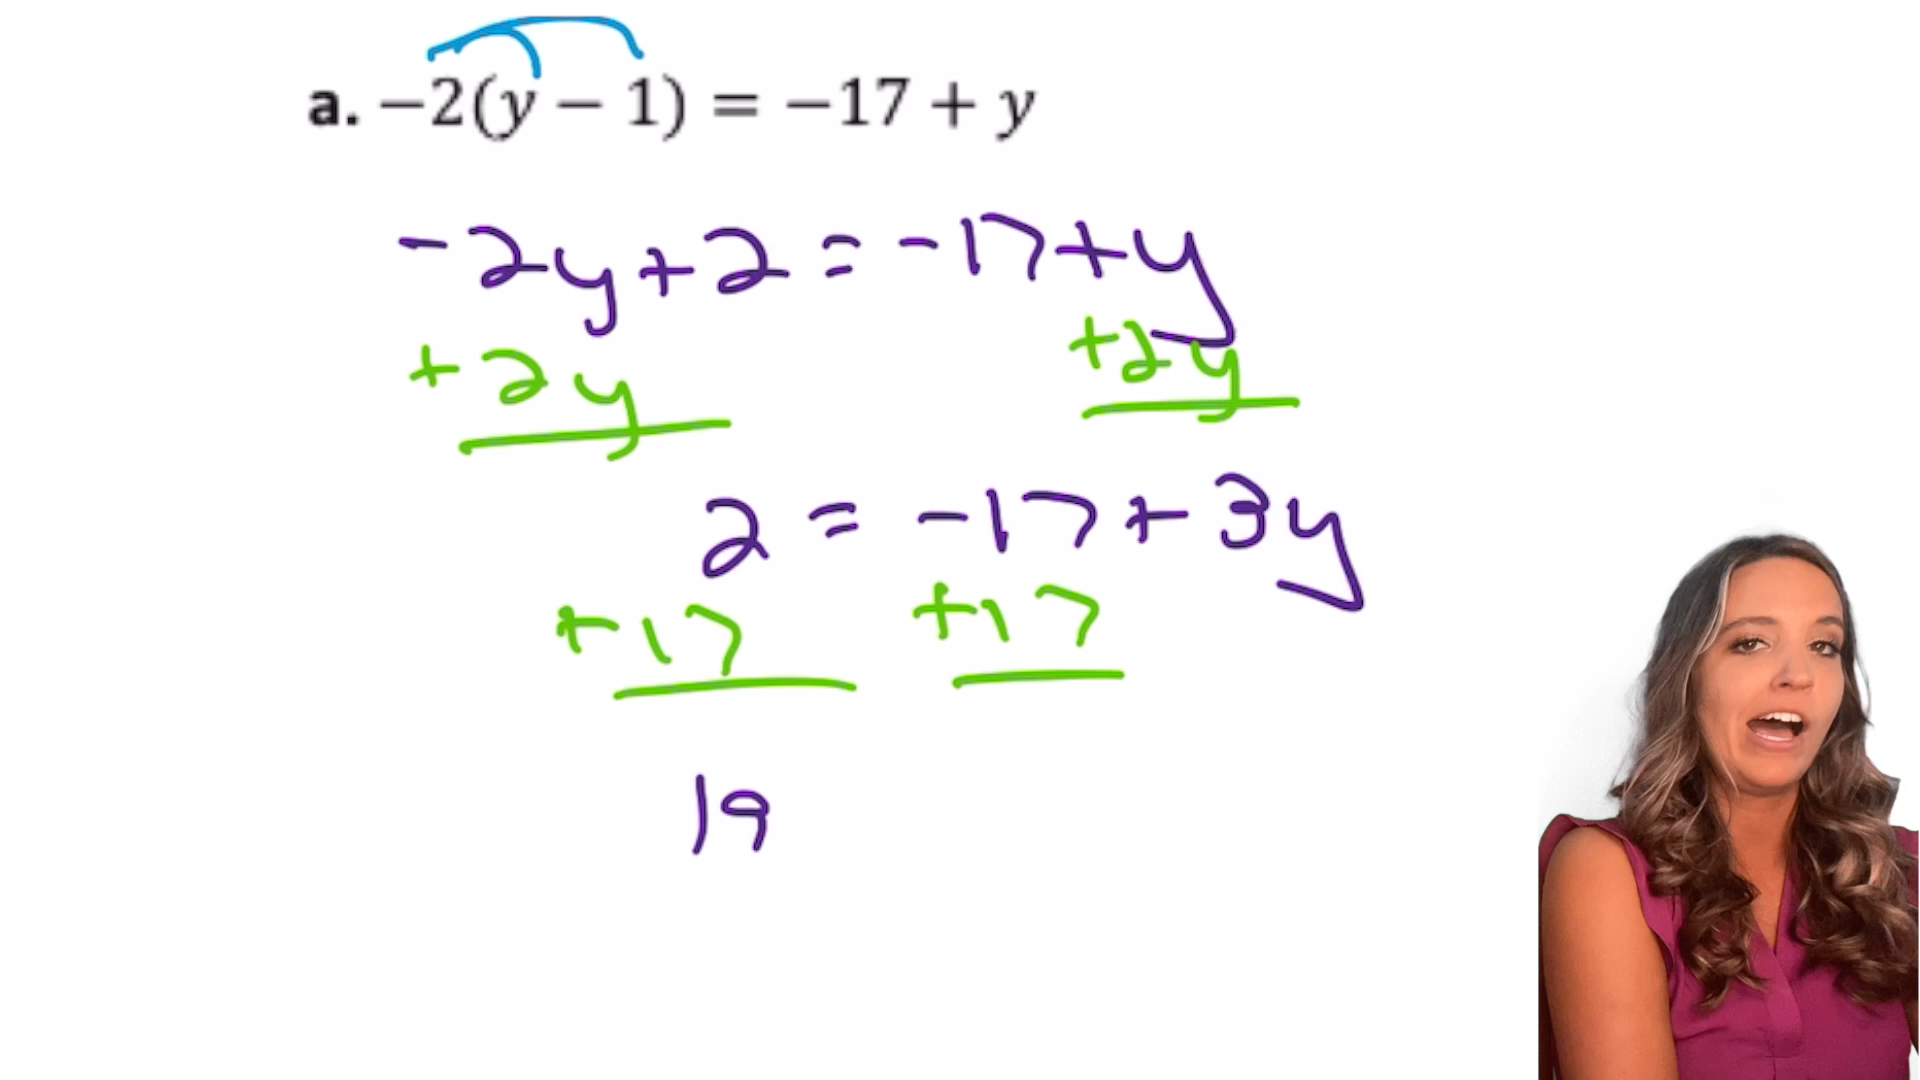 a. −2(y − 1) = −17 + y
-2y+2=-17+y
+2y +2y
2 = -17+3y
+17 +17
19